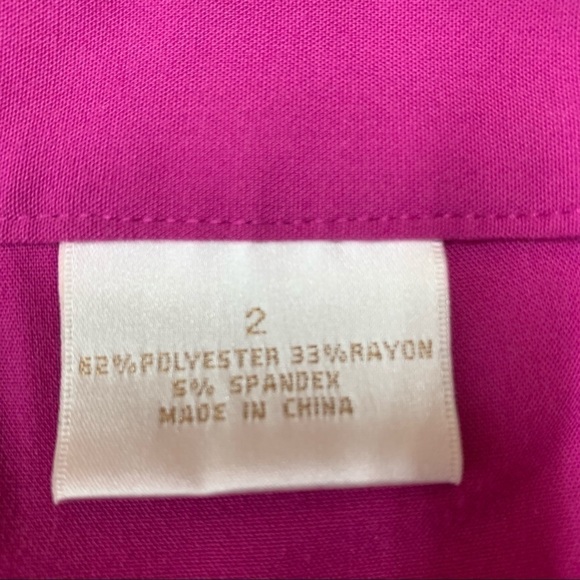 2
62%POLYESTER 33%RAYON
5% SPANDEX
MADE IN CHINA